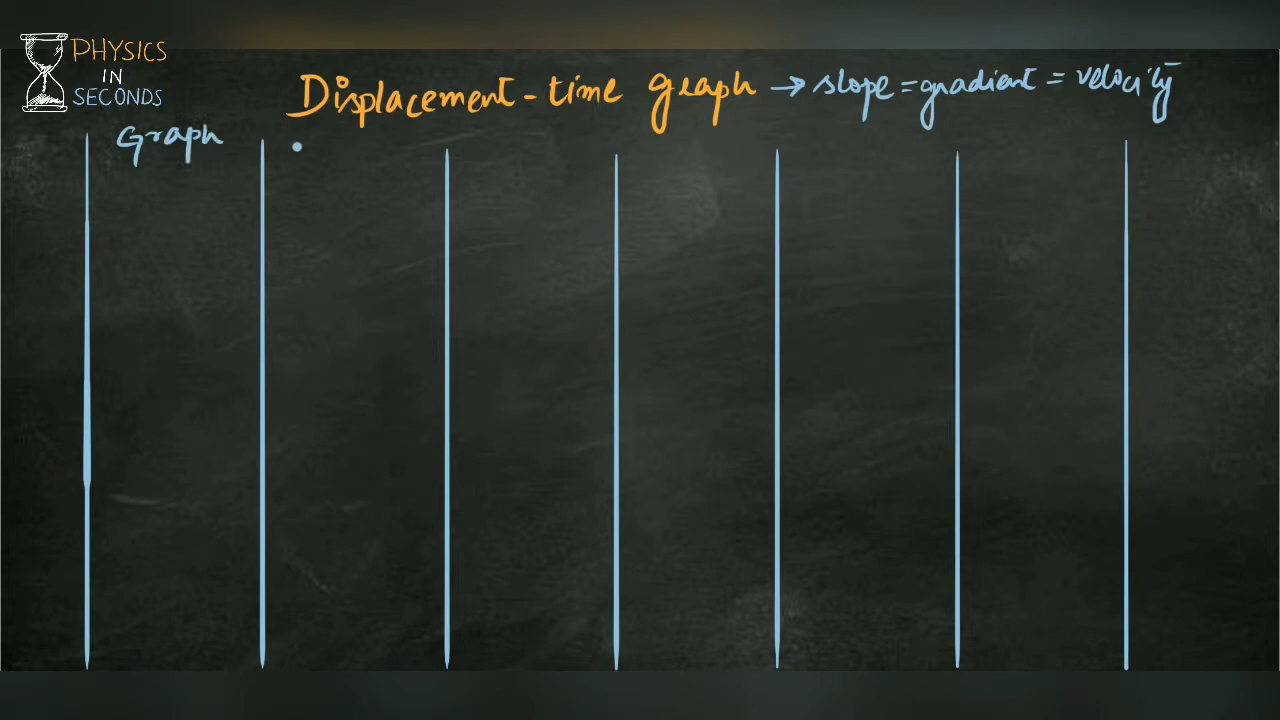 PHYSICS
IN
SECONDS
Displacement-time graph → slope = gradient = velocity
Graph